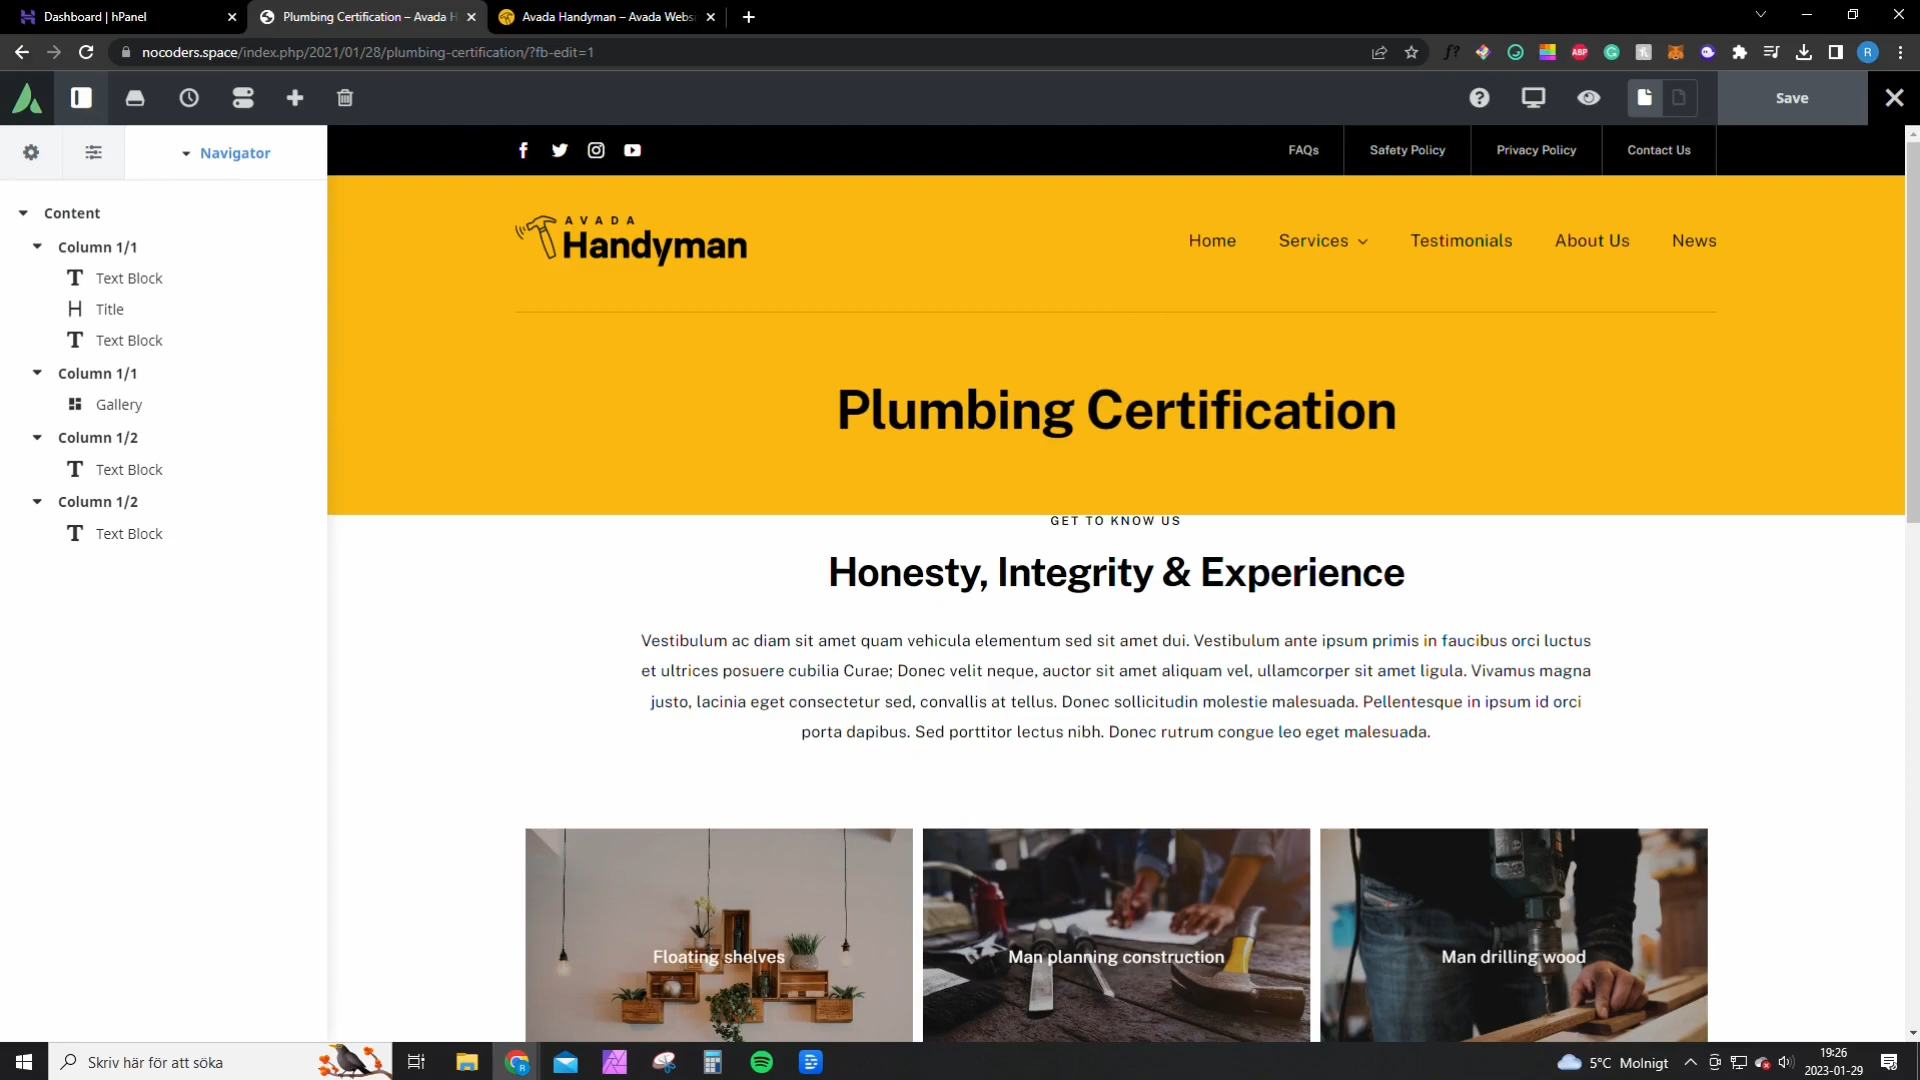 Dashboard | hPanel
Plumbing Certification – Avada H
Avada Handyman – Avada Webs
nocoders.space/index.php/2021/01/28/plumbing-certification/?fb-edit=1
ABP
R
Save
Navigator
FAQs
Safety Policy
Privacy Policy
Contact Us
Content
Column 1/1
Text Block
Title
Text Block
Column 1/1
Gallery
Column 1/2
Text Block
Column 1/2
Text Block
AVADA
Handyman
Home
Services
Testimonials
About Us
News
Plumbing Certification
GET TO KNOW US
Honesty, Integrity & Experience
Vestibulum ac diam sit amet quam vehicula elementum sed sit amet dui. Vestibulum ante ipsum primis in faucibus orci luctus
et ultrices posuere cubilia Curae; Donec velit neque, auctor sit amet aliquam vel, ullamcorper sit amet ligula. Vivamus magna
justo, lacinia eget consectetur sed, convallis at tellus. Donec sollicitudin molestie malesuada. Pellentesque in ipsum id orci
porta dapibus. Sed porttitor lectus nibh. Donec rutrum congue leo eget malesuada.
Floating shelves
Man planning construction
Man drilling wood
Skriv här för att söka
5°C Molnigt
19:26
2023-01-29